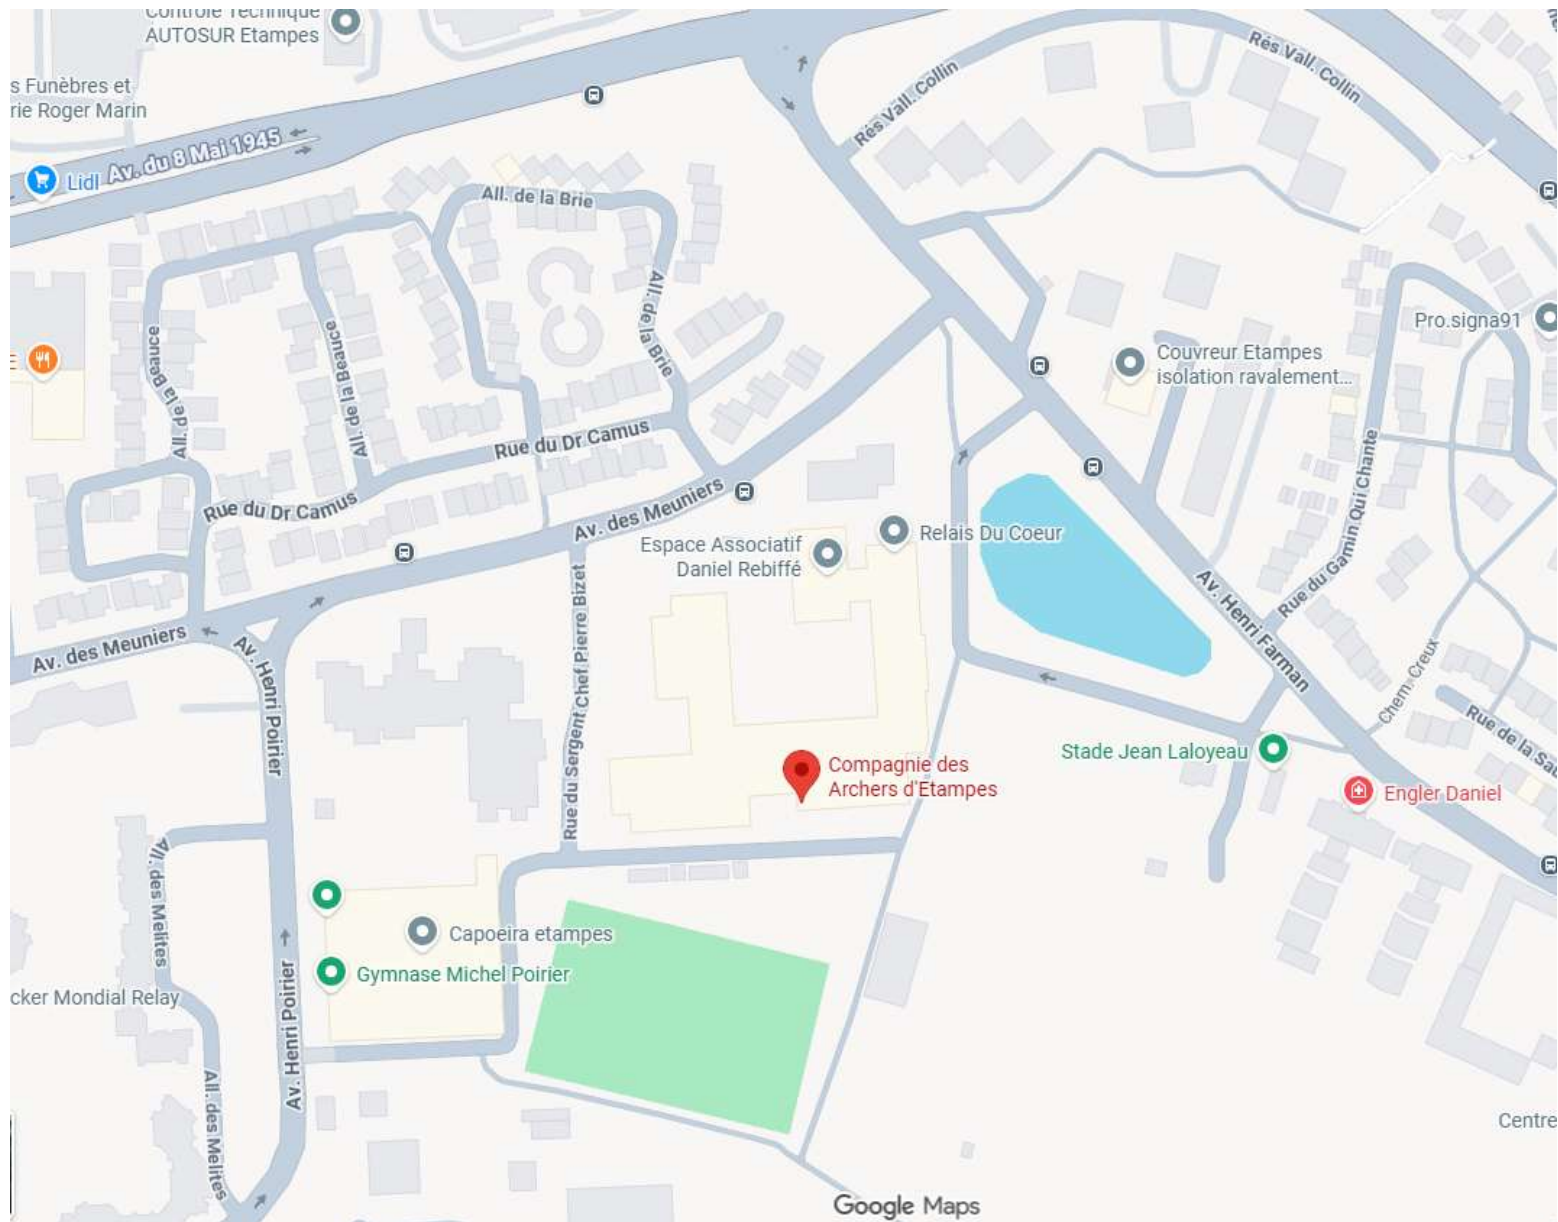 Contrôle Technique
AUTOSUR Etampes
s Funèbres et
rie Roger Marin
Av. du 8 Mai 1945
Lidl
Rés Vall. Collin
Rés Vall. Collin
All. de la Brie
All. de la Brie
All. de la Beauce
All. de la Beauce
Pro.signa91
E
Couvreur Etampes
isolation ravalement...
Rue du Dr Camus
Rue du Dr Camus
Av. des Meuniers
Espace Associatif
Daniel Rebiffé
Relais Du Coeur
Rue du Gamin Qui Chante
Av. Henri Farman
Av. des Meuniers
Av. Henri Poirier
Rue du Sergent Chef Pierre Bizet
Chem. Creux
Rue de la Sau
Stade Jean Laloyeau
Compagnie des
Archers d'Etampes
Engler Daniel
All. des Melites
Capoeira etampes
Gymnase Michel Poirier
cker Mondial Relay
Av. Henri Poirier
All. des Melites
Centre
Google Maps